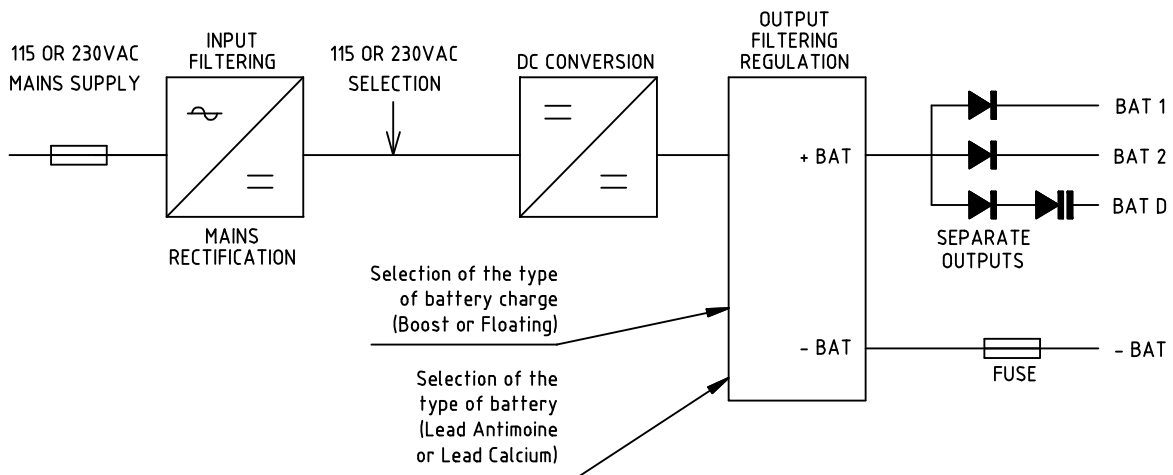 115 OR 230VAC
MAINS SUPPLY
INPUT
FILTERING
MAINS
RECTIFICATION
115 OR 230VAC
SELECTION
DC CONVERSION
OUTPUT
FILTERING
REGULATION
+ BAT
- BAT
BAT 1
BAT 2
BAT D
SEPARATE
OUTPUTS
- BAT
FUSE
Selection of the type
of battery charge
(Boost or Floating)
Selection of the
type of battery
(Lead Antimoine
or Lead Calcium)